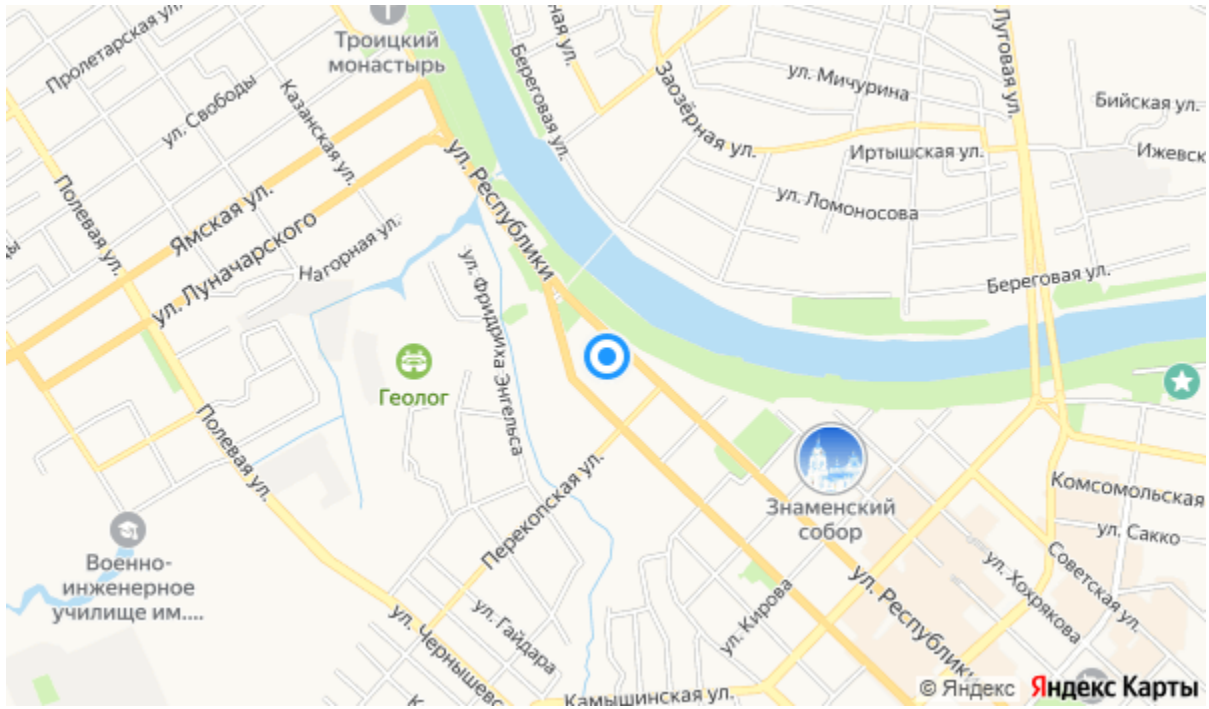 Троицкий
монастырь
Пролетарская ул.
ул. Свободы
Казанская ул.
Береговая ул.
ная ул.
Заозёрная ул.
ул. Мичурина
Луговая ул.
Бийская ул.
Иртышская ул.
Ижевск
ул. Ломоносова
Полевая ул.
Ямская ул.
ул. Луначарского
Нагорная ул.
ул. Республики
ул. Фридриха Энгельса
Береговая ул.
Геолог
Полевая ул.
Перекопская ул.
Знаменский
собор
Комсомольская
ул. Сакко
Военно-
инженерное
училище им....
ул. Гайдара
ул. Чернышевс
ул. Кирова
ул. Республики
ул. Хохрякова
Советская ул.
Камышинская ул.
© Яндекс Яндекс Карты